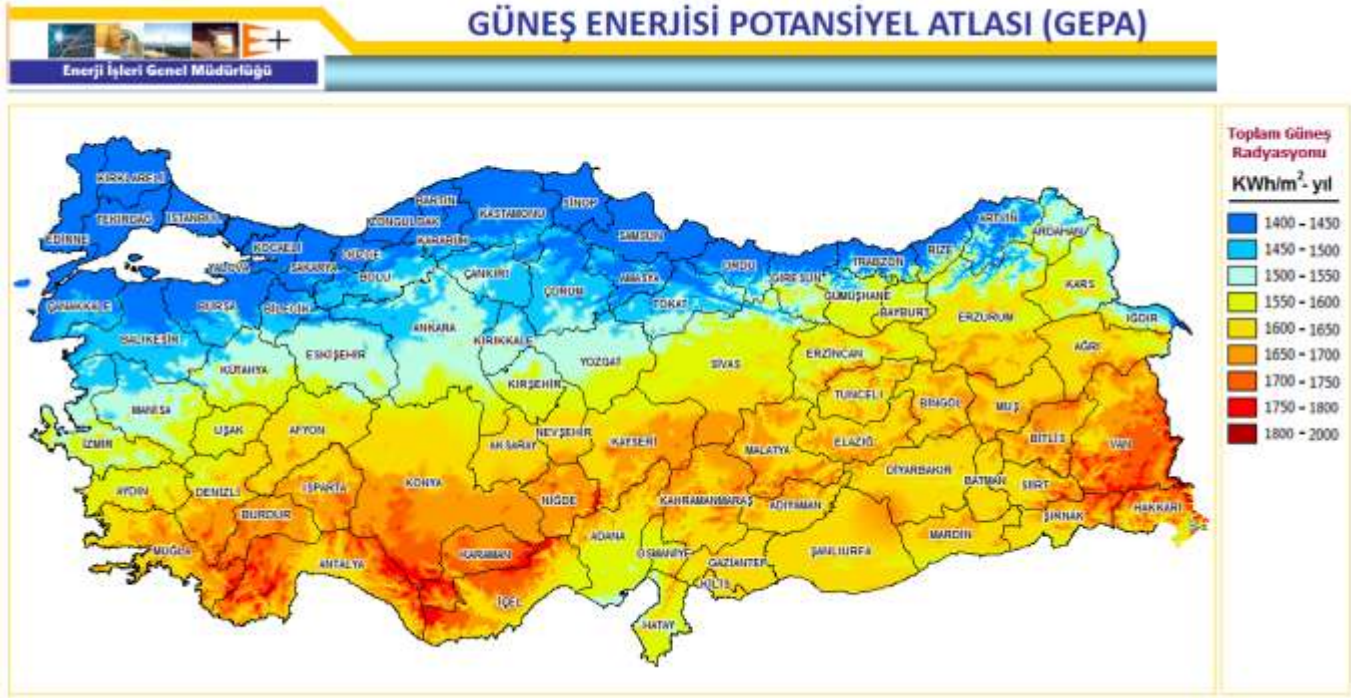 GÜNEŞ ENERJİSİ POTANSİYEL ATLASI (GEPA)
Enerji İşleri Genel Müdürlüğü
Toplam Güneş
Radyasyonu
KWh/m²- yıl
1400 - 1450
1450 - 1500
1500 - 1550
1550 - 1600
1600 - 1650
1650 - 1700
1700 - 1750
1750 - 1800
1800 - 2000
KIRKLARELİ
TEKİRDAĞ
İSTANBUL
EDİRNE
KOCAELİ
YALOVA
SAKARYA
DÜZCE
ZONGULDAK
BARTIN
KARABÜK
KASTAMONU
SİNOP
SAMSUN
BOLU
ÇANKIRI
ÇORUM
AMASYA
TOKAT
ORDU
GİRESUN
TRABZON
RİZE
ARTVİN
ARDAHAN
KARS
IĞDIR
GÜMÜŞHANE
BAYBURT
ERZURUM
AĞRI
ÇANAKKALE
BURSA
BİLECİK
BALIKESİR
ESKİŞEHİR
ANKARA
KIRIKKALE
YOZGAT
SİVAS
ERZİNCAN
KÜTAHYA
MANİSA
UŞAK
AFYON
KIRŞEHİR
NEVŞEHİR
AKSARAY
KAYSERİ
MALATYA
TUNCELİ
ELAZIĞ
BİNGÖL
MUŞ
BİTLİS
VAN
İZMİR
AYDIN
DENİZLİ
ISPARTA
BURDUR
KONYA
NİĞDE
KAHRAMANMARAŞ
ADIYAMAN
DİYARBAKIR
BATMAN
SİİRT
ŞIRNAK
HAKKARİ
MUĞLA
ANTALYA
KARAMAN
İÇEL
ADANA
OSMANİYE
GAZİANTEP
KİLİS
ŞANLIURFA
MARDİN
HATAY